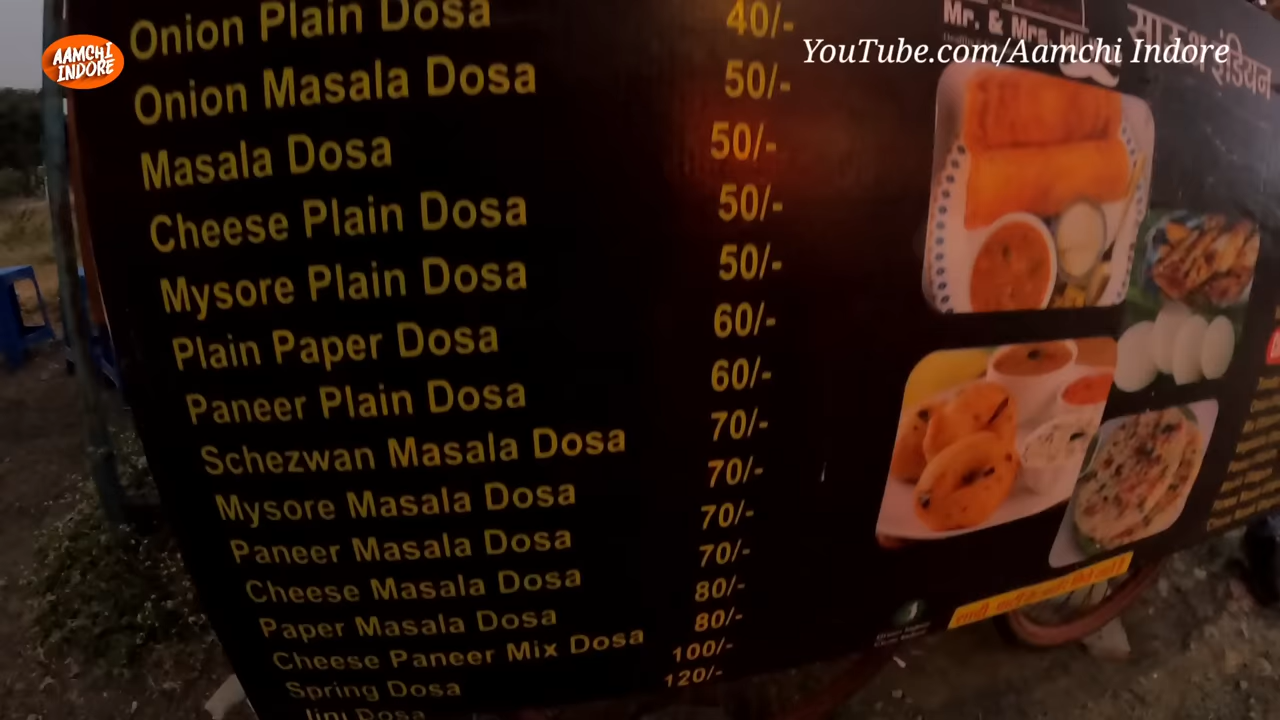 AAMCHI
INDORE
YouTube.com/Aamchi Indore
Onion Plain Dosa 40/-
Onion Masala Dosa 50/-
Masala Dosa 50/-
Cheese Plain Dosa 50/-
Mysore Plain Dosa 50/-
Plain Paper Dosa 60/-
Paneer Plain Dosa 60/-
Schezwan Masala Dosa 70/-
Mysore Masala Dosa 70/-
Paneer Masala Dosa 70/-
Cheese Masala Dosa 70/-
Paper Masala Dosa 80/-
Cheese Paneer Mix Dosa 80/-
Spring Dosa 100/-
Jini Dosa 120/-
Mr. & Mrs. Idli
साउथ इंडियन